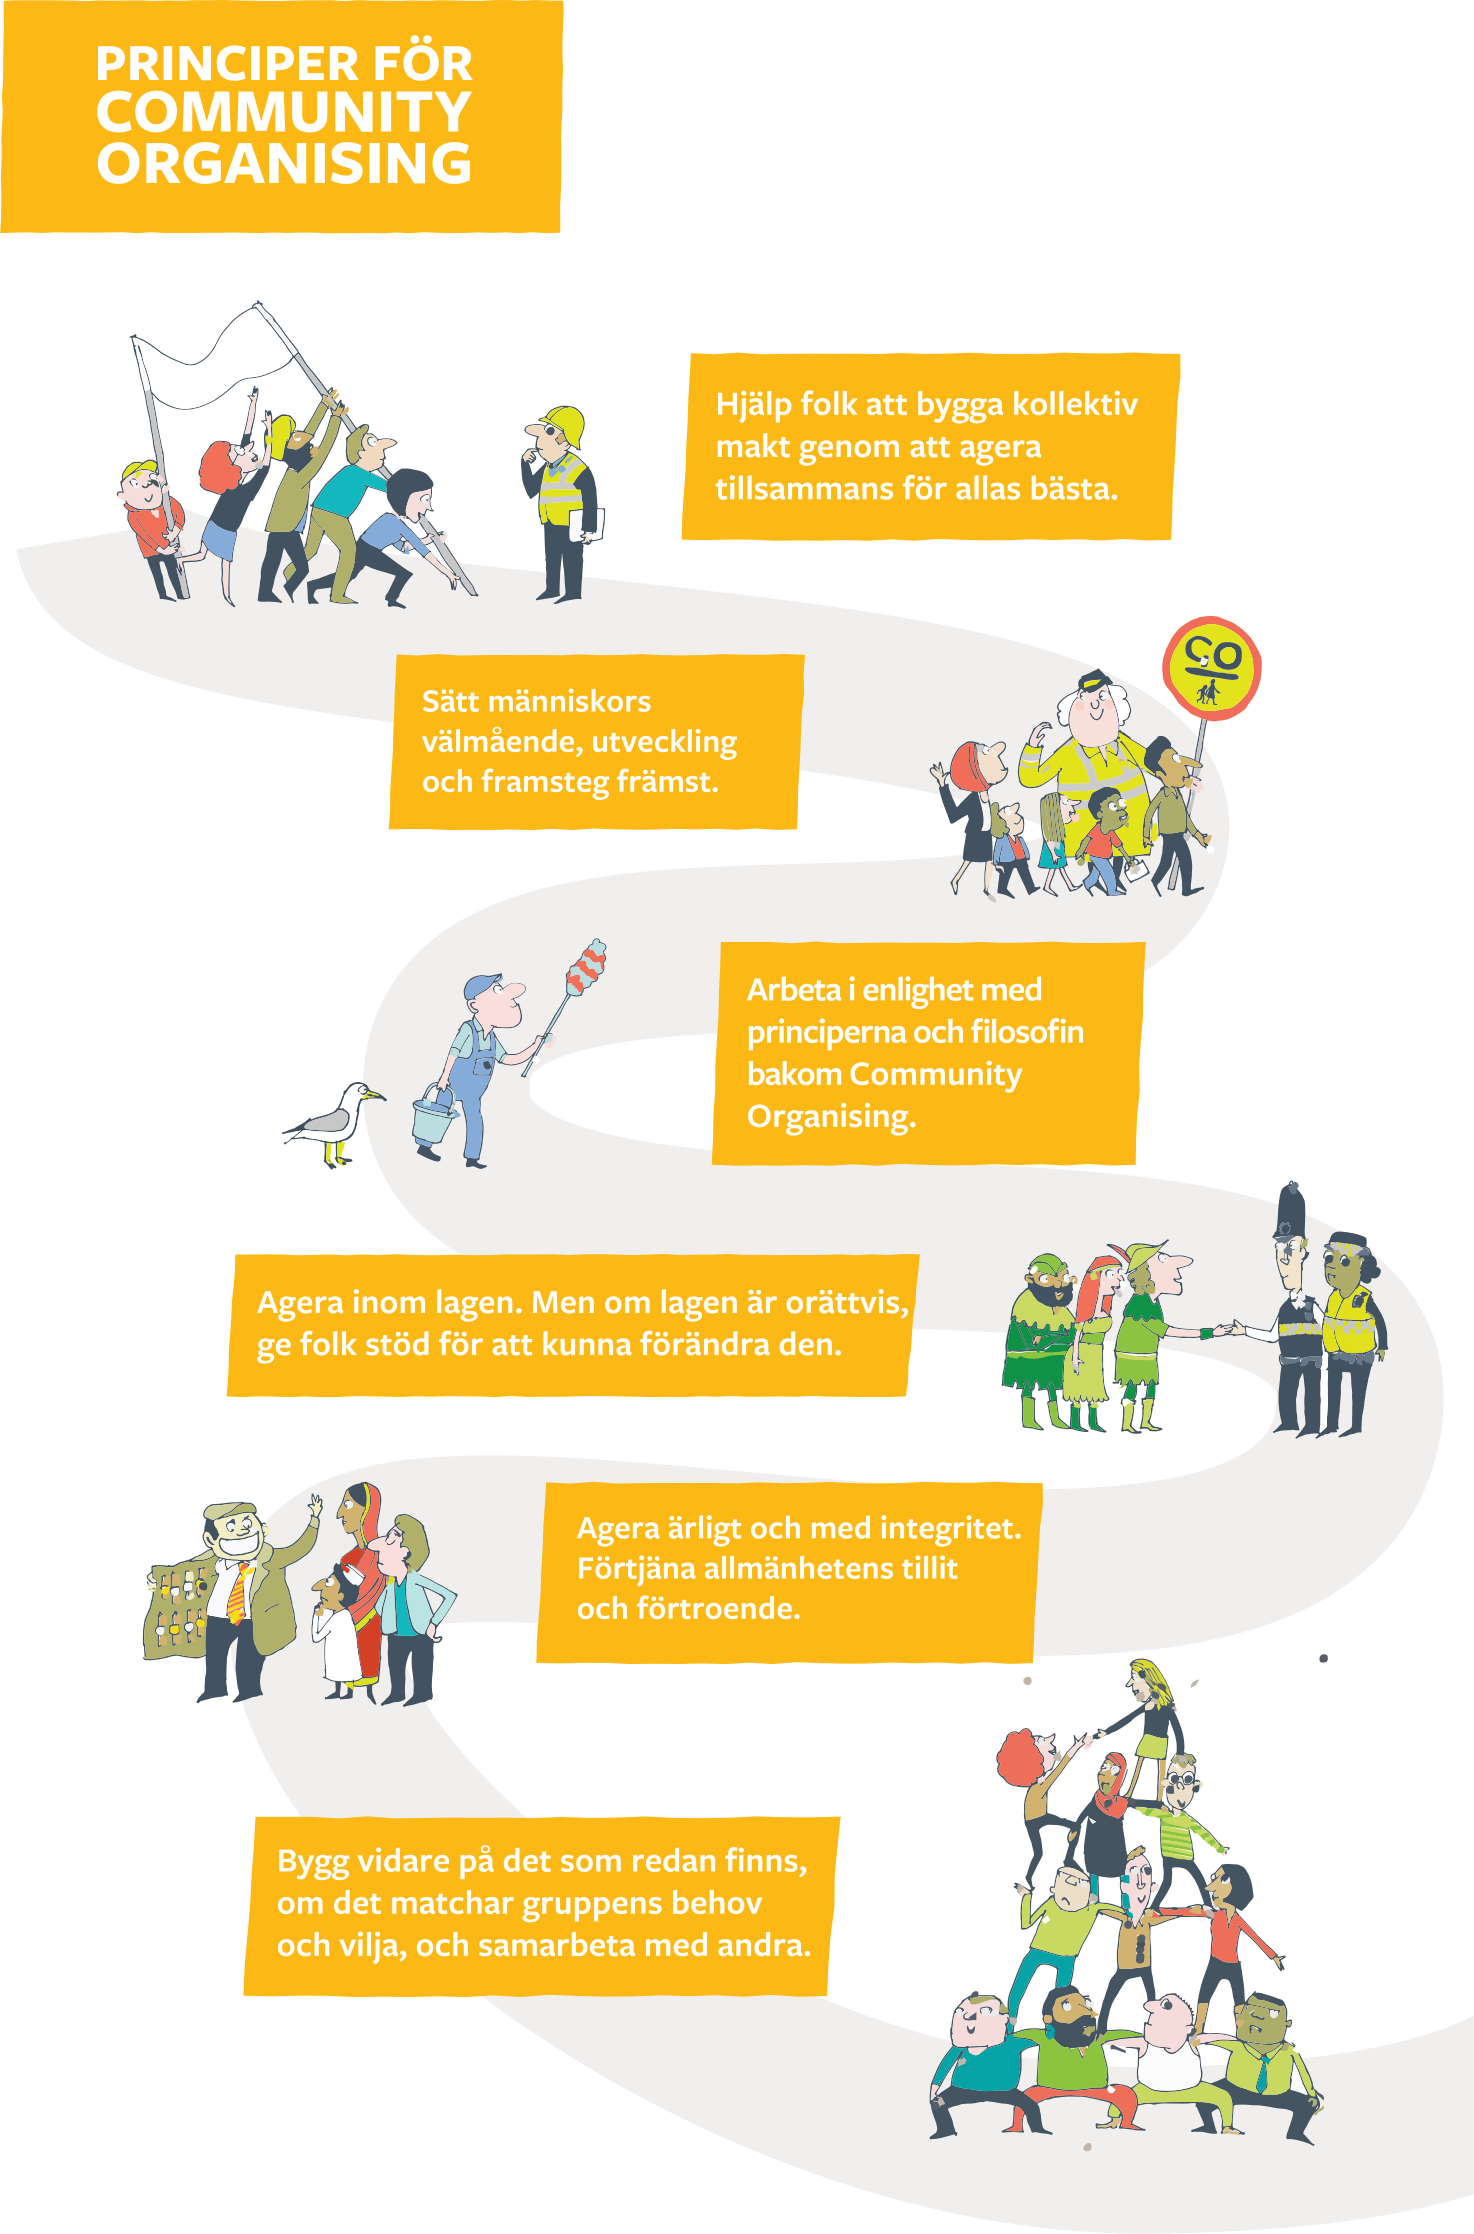 PRINCIPER FÖR
COMMUNITY
ORGANISING
Hjälp folk att bygga kollektiv
makt genom att agera
tillsammans för allas bästa.
CO
Sätt människors
välmående, utveckling
och framsteg främst.
Arbeta i enlighet med
principerna och filosofin
bakom Community
Organising.
Agera inom lagen. Men om lagen är orättvis,
ge folk stöd för att kunna förändra den.
Agera ärligt och med integritet.
Förtjäna allmänhetens tillit
och förtroende.
Bygg vidare på det som redan finns,
om det matchar gruppens behov
och vilja, och samarbeta med andra.